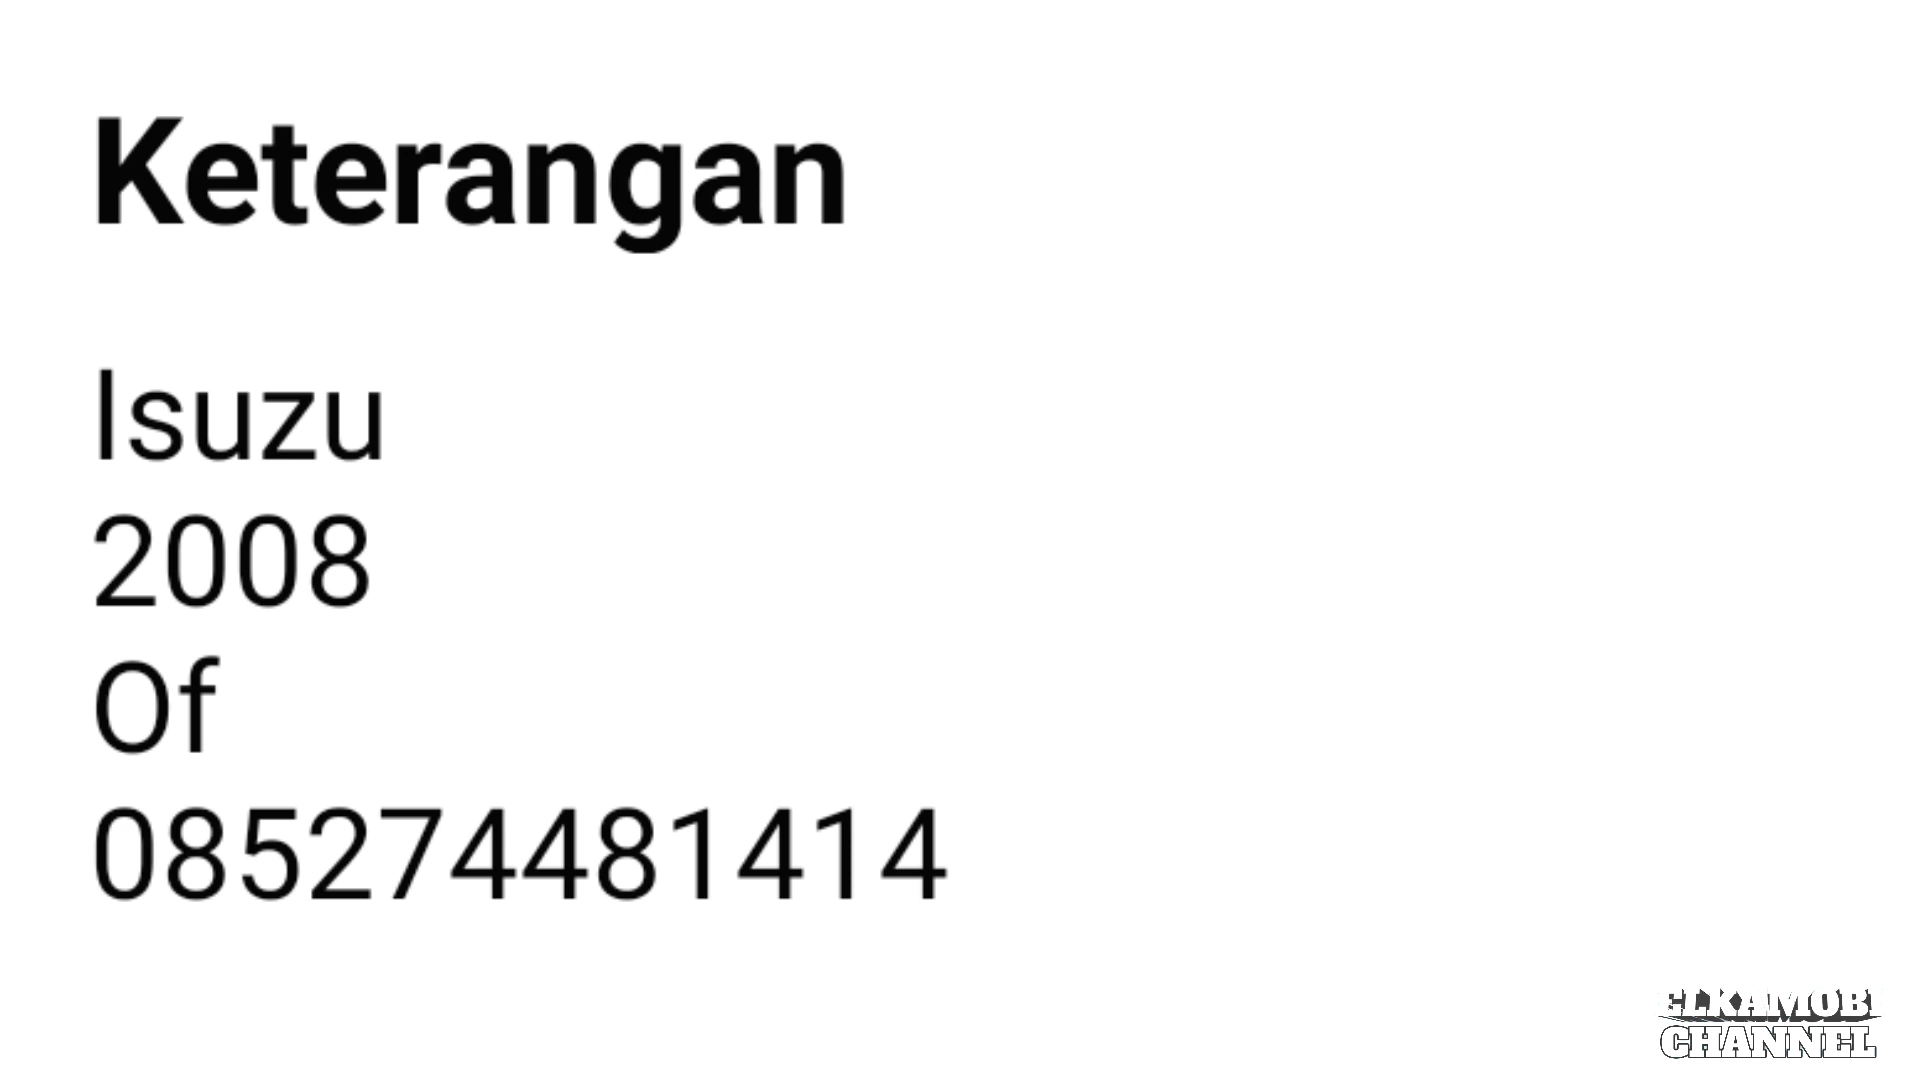 Keterangan
Isuzu
2008
Of
085274481414
ELKAMOBI
CHANNEL